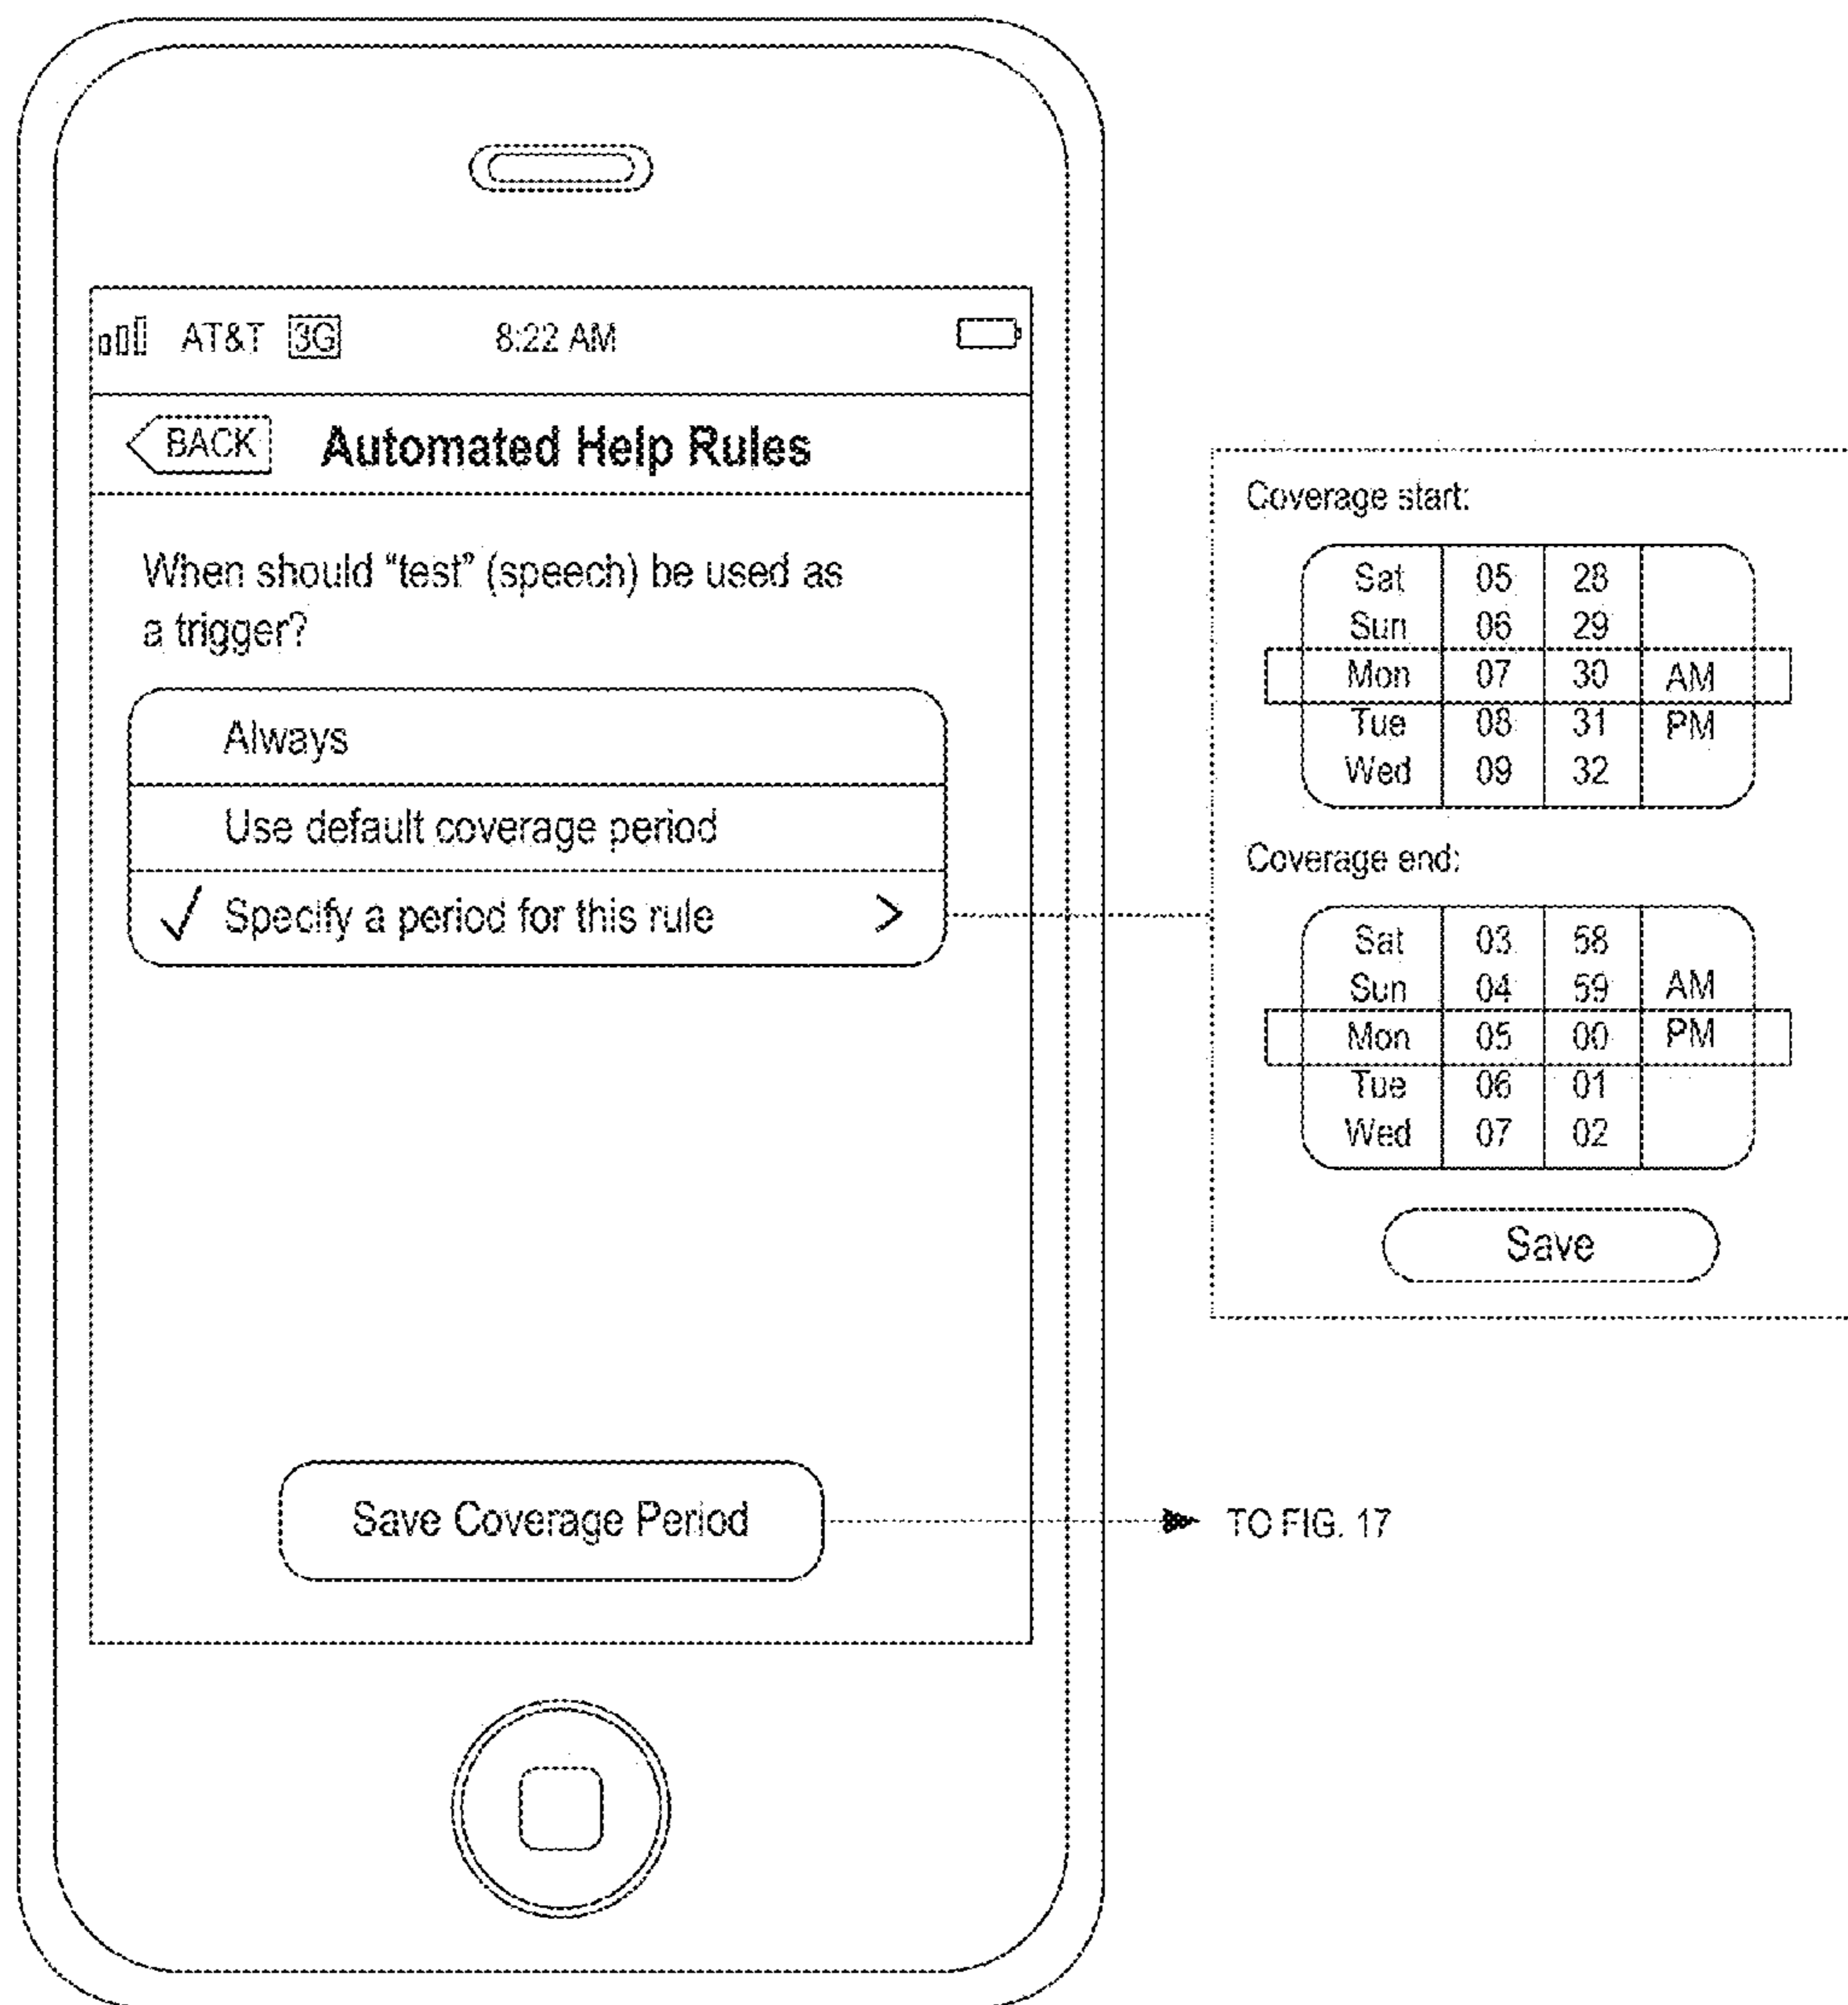 AT&T 3G 8:22 AM
BACK Automated Help Rules
When should “test” (speech) be used as
a trigger?
Always
Use default coverage period
✓ Specify a period for this rule >
Save Coverage Period
TO FIG. 17
Coverage start:
Sat 05 28
Sun 06 29
Mon 07 30 AM
Tue 08 31 PM
Wed 09 32
Coverage end:
Sat 03 58
Sun 04 59 AM
Mon 05 00 PM
Tue 06 01
Wed 07 02
Save